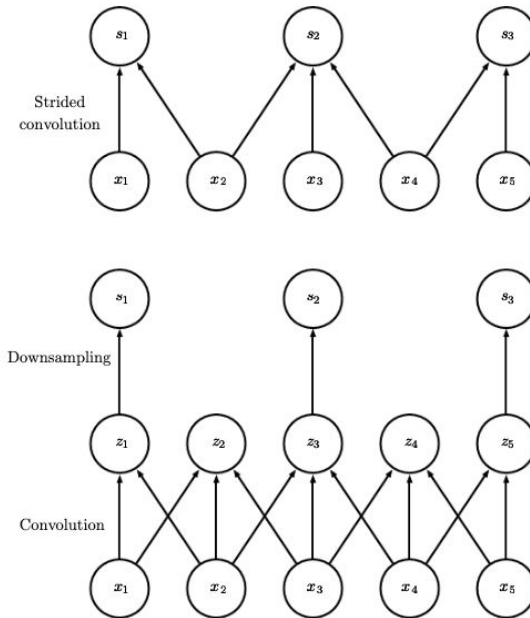 s₁ s₂ s₃
Strided
convolution
x₁ x₂ x₃ x₄ x₅
s₁ s₂ s₃
Downsampling
z₁ z₂ z₃ z₄ z₅
Convolution
x₁ x₂ x₃ x₄ x₅